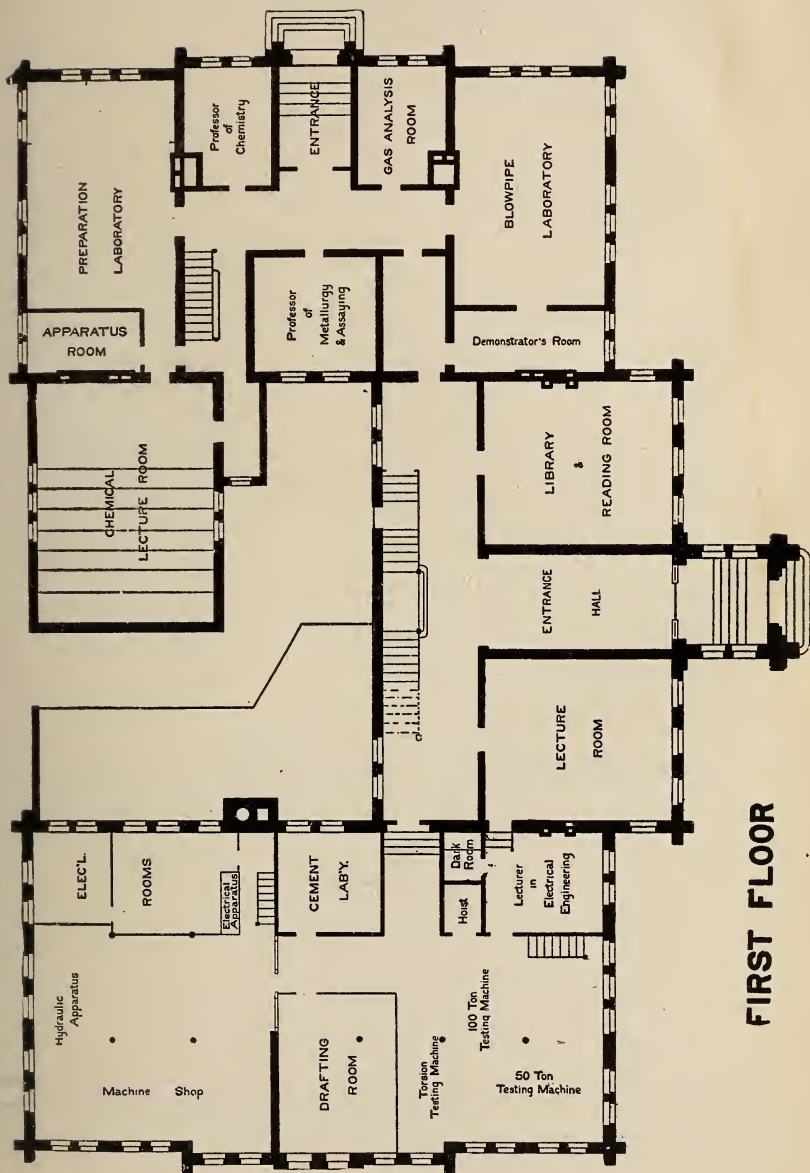 PREPARATION
LABORATORY
Professor
of
Chemistry
ENTRANCE
GAS ANALYSIS
ROOM
BLOWPIPE
LABORATORY
APPARATUS
ROOM
Professor
of
Metallurgy
& Assaying
Demonstrator's Room
CHEMICAL
LECTURE ROOM
LIBRARY
&
READING ROOM
ENTRANCE
HALL
LECTURE
ROOM
ELEC'L.
ROOMS
Electrical
Apparatus
CEMENT
LAB'Y.
Dark
Room
Hoist
Lecturer
in
Electrical
Engineering
Hydraulic
Apparatus
Machine Shop
DRAFTING
ROOM
Torsion
Testing Machine
100 Ton
Testing Machine
50 Ton
Testing Machine
FIRST FLOOR